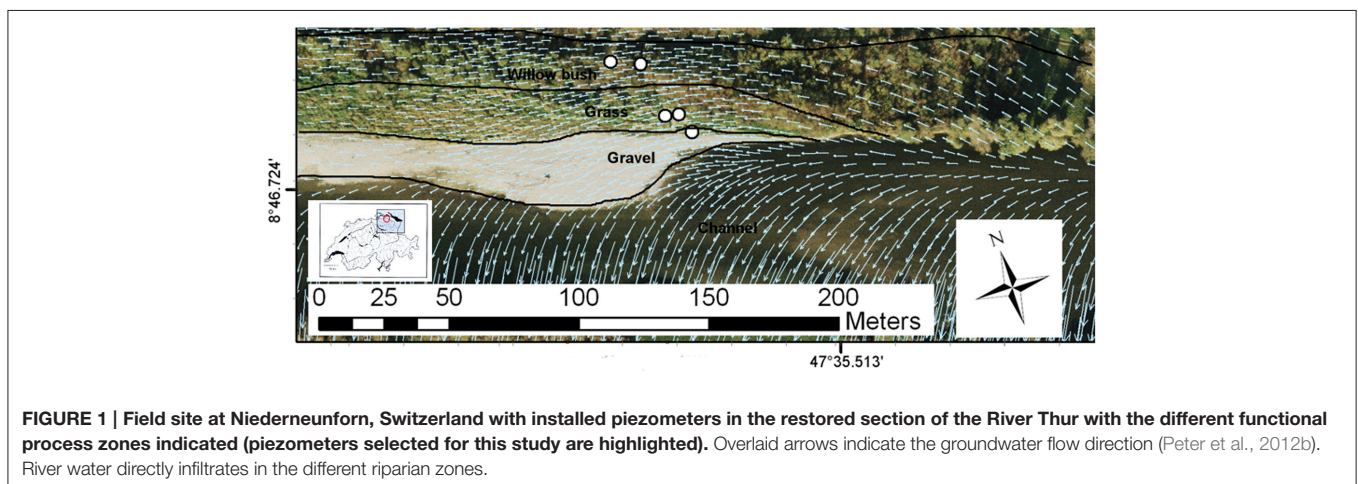 Willow bush
Grass
Gravel
Channel
8°46.724'
N
0 25 50 100 150 200
Meters
47°35.513'
FIGURE 1 | Field site at Niederneunforn, Switzerland with installed piezometers in the restored section of the River Thur with the different functional
process zones indicated (piezometers selected for this study are highlighted). Overlaid arrows indicate the groundwater flow direction (Peter et al., 2012b).
River water directly infiltrates in the different riparian zones.